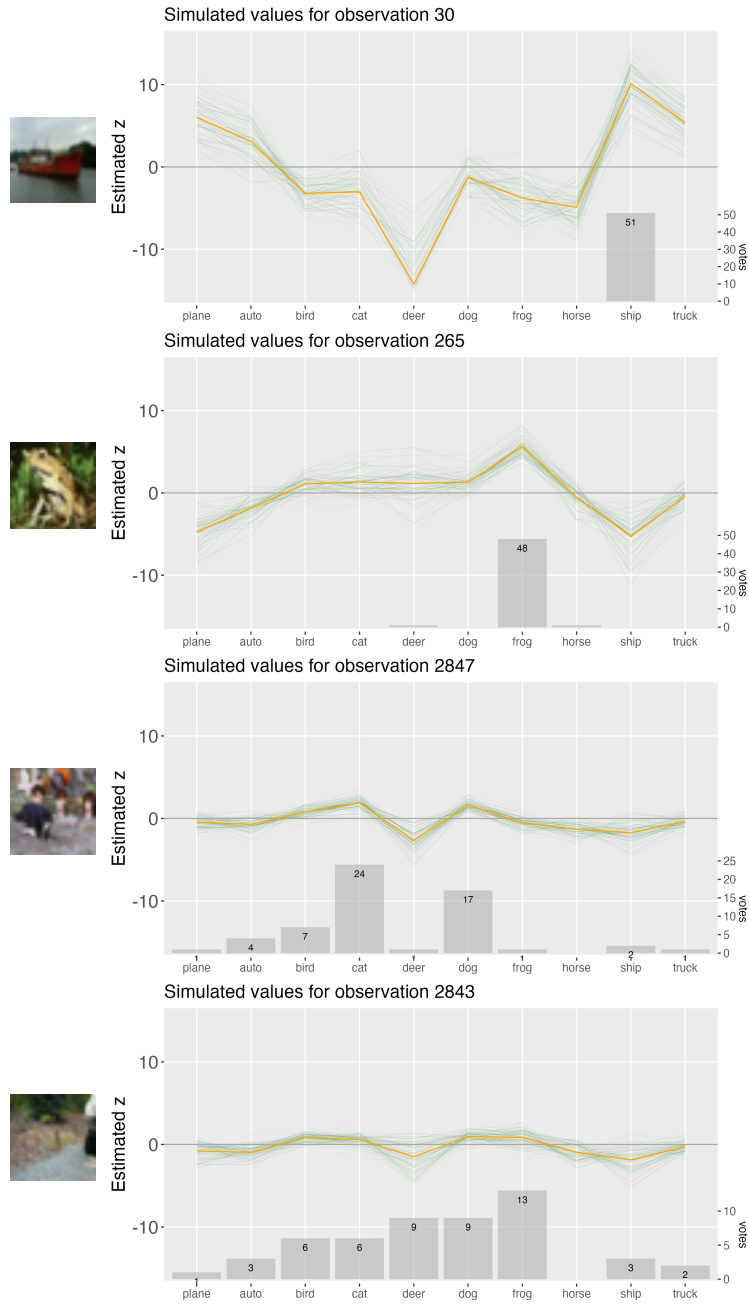 Simulated values for observation 30
Estimated z
10
0
-10
51
50
40
30
20
10
0
votes
plane auto bird cat deer dog frog horse ship truck
Simulated values for observation 265
Estimated z
10
0
-10
48
50
40
30
20
10
0
votes
plane auto bird cat deer dog frog horse ship truck
Simulated values for observation 2847
Estimated z
10
0
-10
1 4 7 24 1 17 1 2 1
25
20
15
10
5
0
votes
plane auto bird cat deer dog frog horse ship truck
Simulated values for observation 2843
Estimated z
10
0
-10
1 3 6 6 9 9 13 3 2
10
5
0
votes
plane auto bird cat deer dog frog horse ship truck